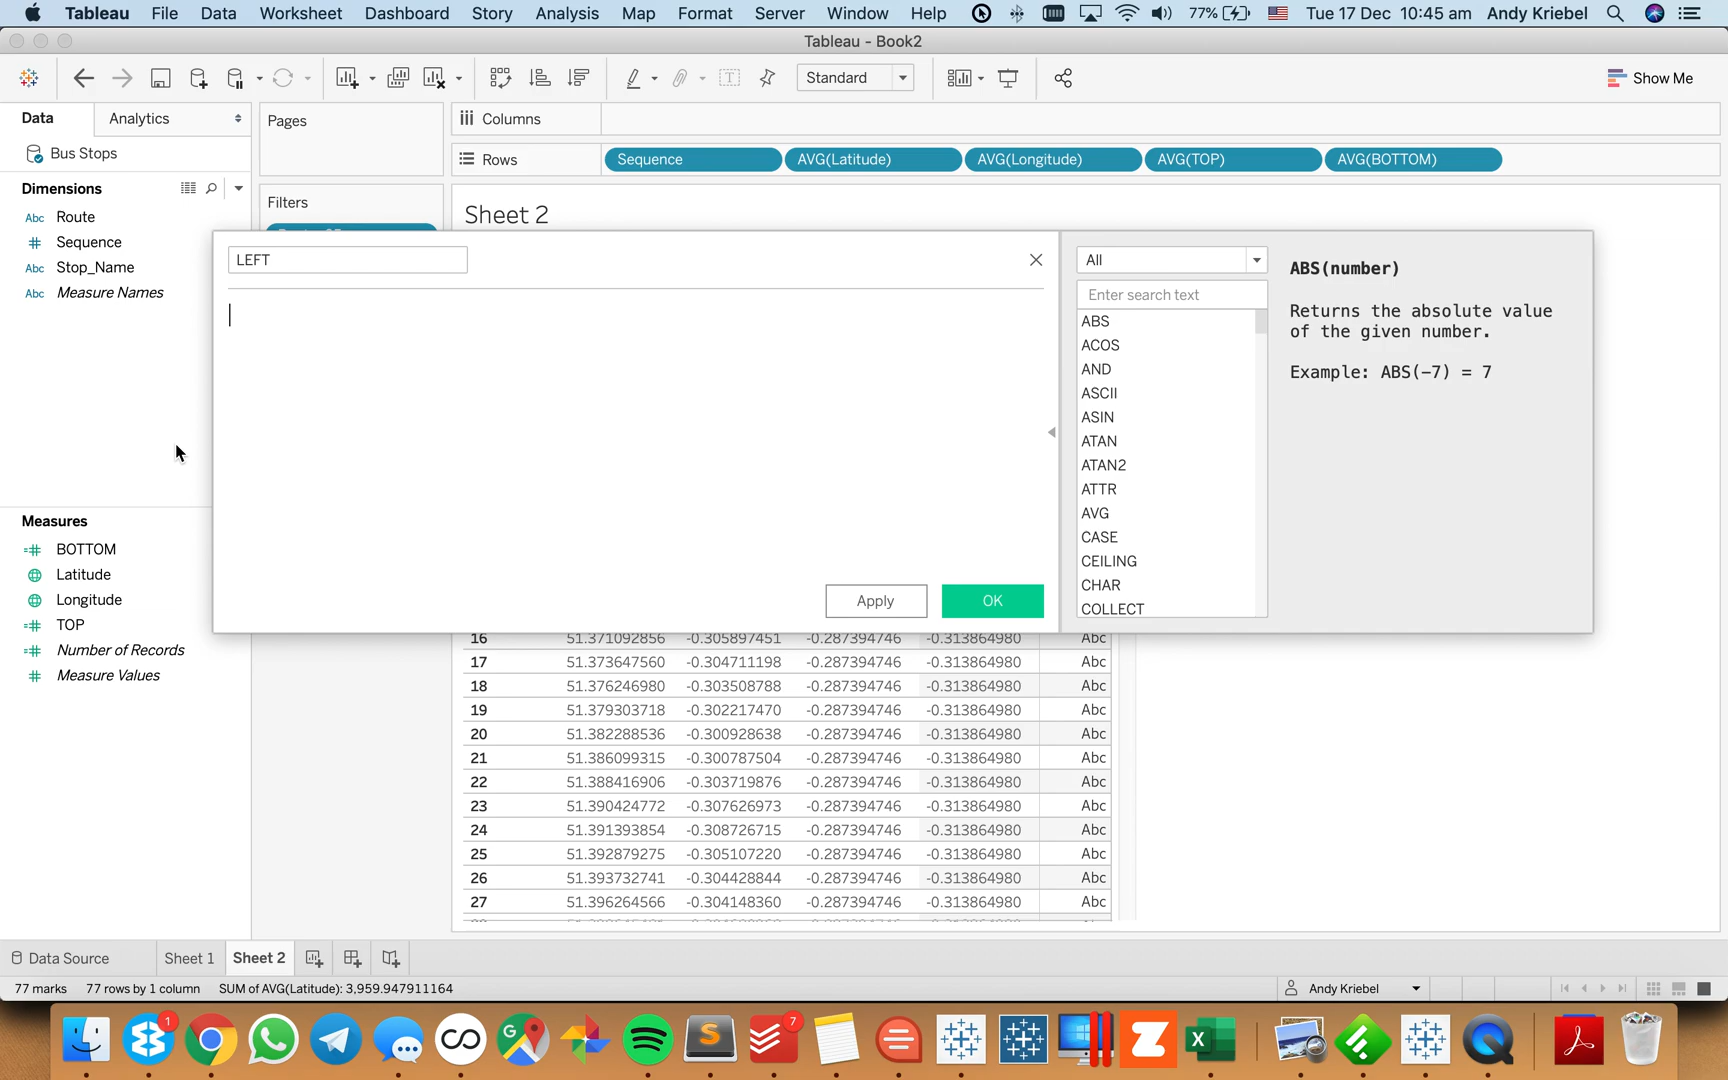 Tableau File Data Worksheet Dashboard Story Analysis Map Format Server Window Help 77% Tue 17 Dec 10:45 am Andy Kriebel
Tableau - Book2
Standard Show Me
Data Analytics Pages Columns
Bus Stops Rows Sequence AVG(Latitude) AVG(Longitude) AVG(TOP) AVG(BOTTOM)
Dimensions Filters
Abc Route Sheet 2
# Sequence
Abc Stop_Name
Abc Measure Names
LEFT
All
Enter search text
ABS
ACOS
AND
ASCII
ASIN
ATAN
ATAN2
ATTR
AVG
CASE
CEILING
CHAR
COLLECT
ABS(number)
Returns the absolute value
of the given number.
Example: ABS(-7) = 7
Apply OK
Measures
=# BOTTOM
Latitude
Longitude
=# TOP
=# Number of Records
# Measure Values
16 51.371092856 -0.305897451 -0.287394746 -0.313864980 Abc
17 51.373647560 -0.304711198 -0.287394746 -0.313864980 Abc
18 51.376246980 -0.303508788 -0.287394746 -0.313864980 Abc
19 51.379303718 -0.302217470 -0.287394746 -0.313864980 Abc
20 51.382288536 -0.300928638 -0.287394746 -0.313864980 Abc
21 51.386099315 -0.300787504 -0.287394746 -0.313864980 Abc
22 51.388416906 -0.303719876 -0.287394746 -0.313864980 Abc
23 51.390424772 -0.307626973 -0.287394746 -0.313864980 Abc
24 51.391393854 -0.308726715 -0.287394746 -0.313864980 Abc
25 51.392879275 -0.305107220 -0.287394746 -0.313864980 Abc
26 51.393732741 -0.304428844 -0.287394746 -0.313864980 Abc
27 51.396264566 -0.304148360 -0.287394746 -0.313864980 Abc
Data Source Sheet 1 Sheet 2
77 marks 77 rows by 1 column SUM of AVG(Latitude): 3,959.947911164 Andy Kriebel
1 7